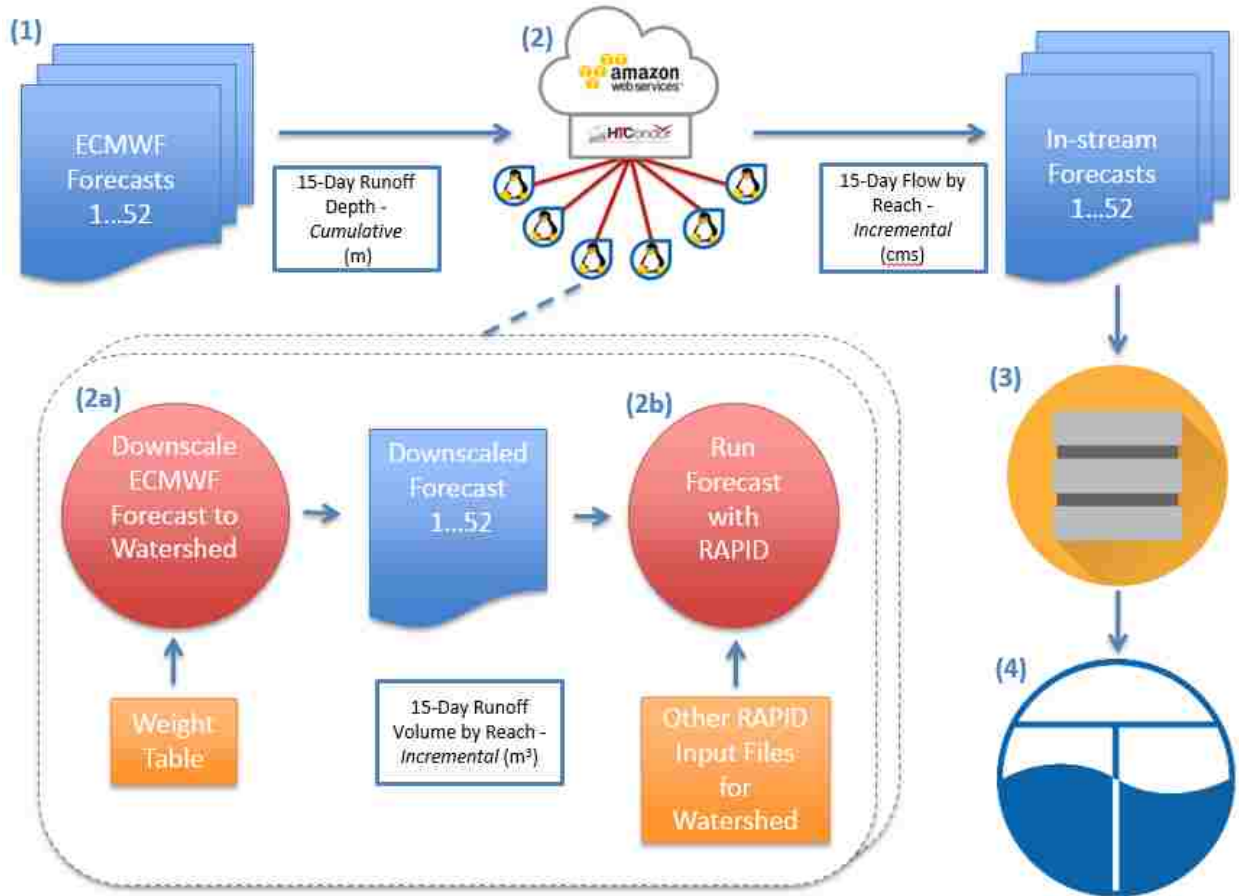 (1)
ECMWF
Forecasts
1...52
15-Day Runoff
Depth -
Cumulative
(m)
(2)
amazon
web services™
HTCondor
15-Day Flow by
Reach -
Incremental
(cms)
In-stream
Forecasts
1...52
(2a)
Downscale
ECMWF
Forecast to
Watershed
Weight
Table
Downscaled
Forecast
1...52
15-Day Runoff
Volume by Reach -
Incremental (m³)
(2b)
Run
Forecast
with
RAPID
Other RAPID
Input Files
for
Watershed
(3)
(4)